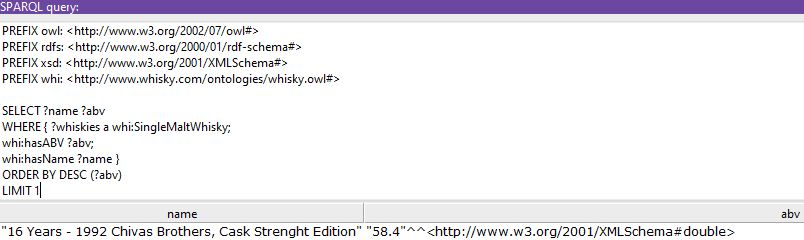 SPARQL query:
PREFIX owl: <http://www.w3.org/2002/07/owl#>
PREFIX rdfs: <http://www.w3.org/2000/01/rdf-schema#>
PREFIX xsd: <http://www.w3.org/2001/XMLSchema#>
PREFIX whi: <http://www.whisky.com/ontologies/whisky.owl#>
SELECT ?name ?abv
WHERE { ?whiskies a whi:SingleMaltWhisky;
whi:hasABV ?abv;
whi:hasName ?name }
ORDER BY DESC (?abv)
LIMIT 1
name abv
"16 Years - 1992 Chivas Brothers, Cask Strenght Edition" "58.4"^^<http://www.w3.org/2001/XMLSchema#double>